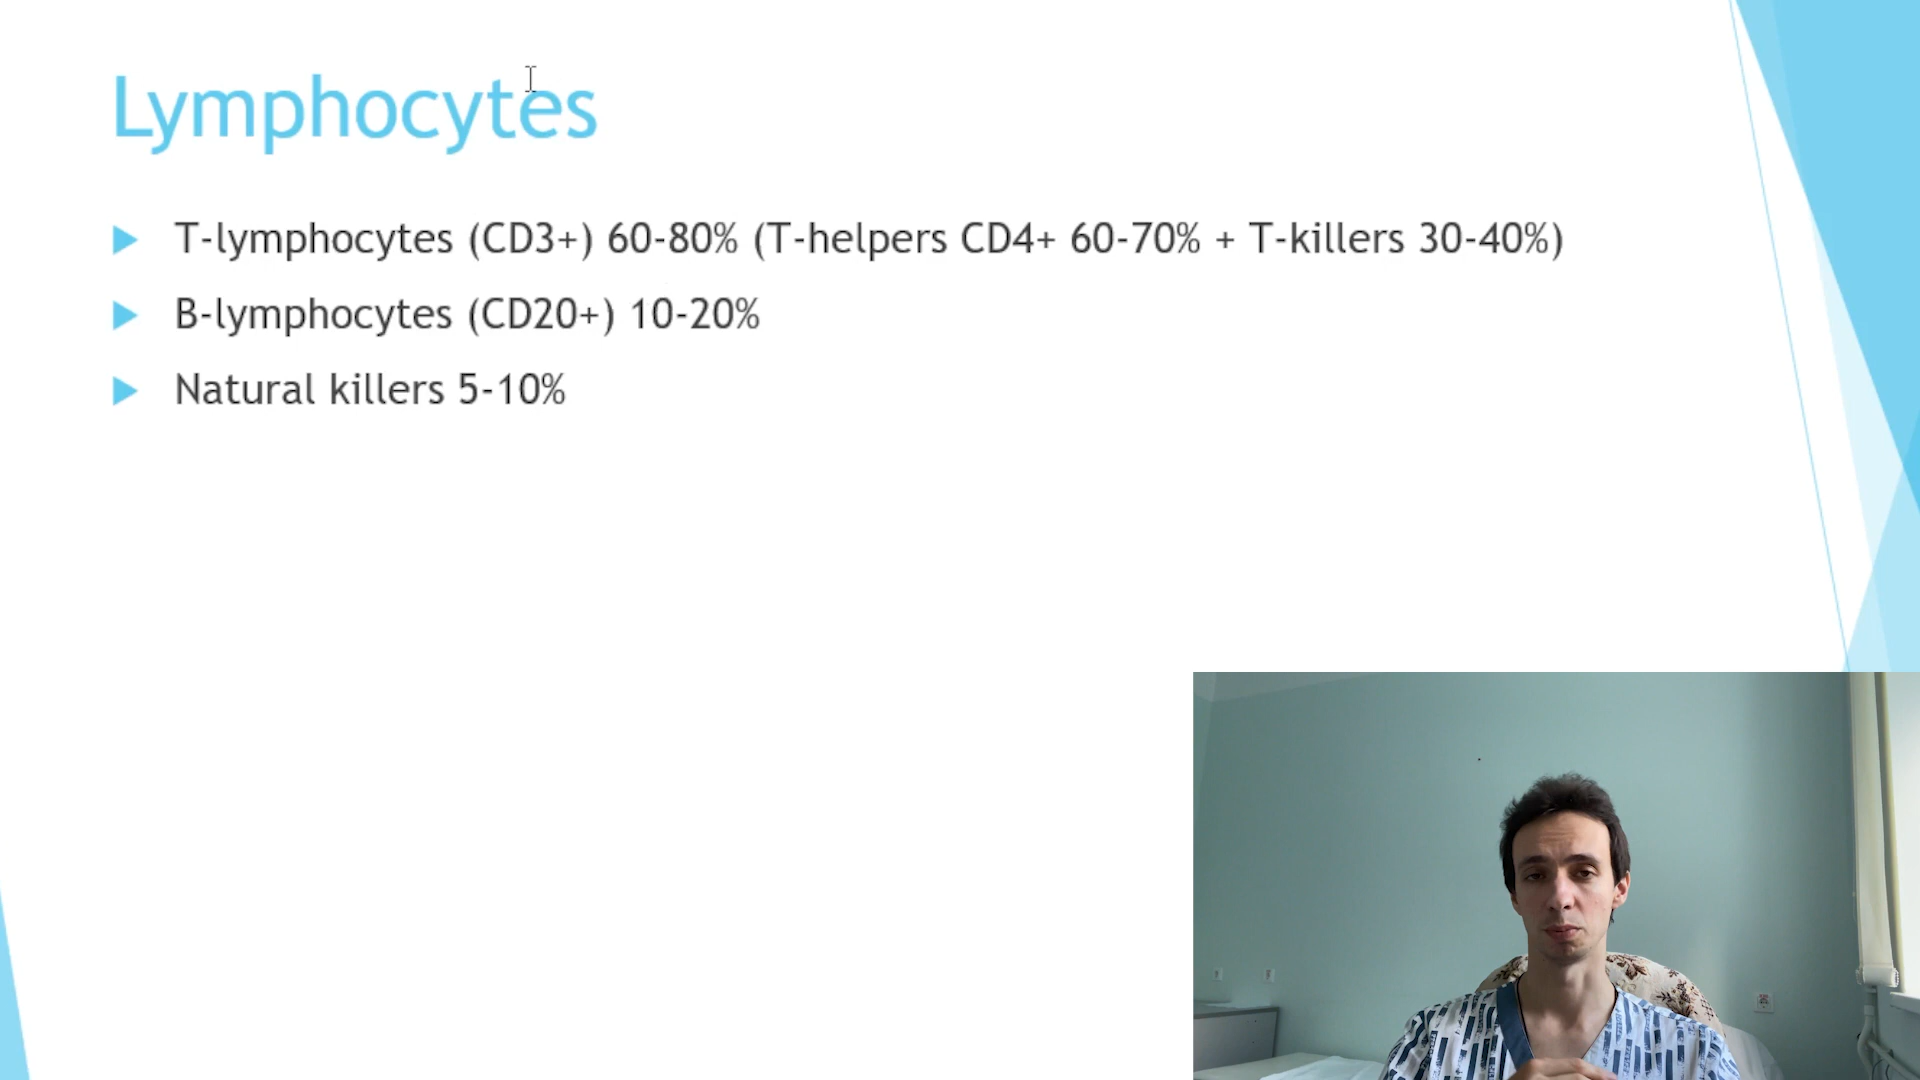 Lymphocytes
T-lymphocytes (CD3+) 60-80% (T-helpers CD4+ 60-70% + T-killers 30-40%)
B-lymphocytes (CD20+) 10-20%
Natural killers 5-10%